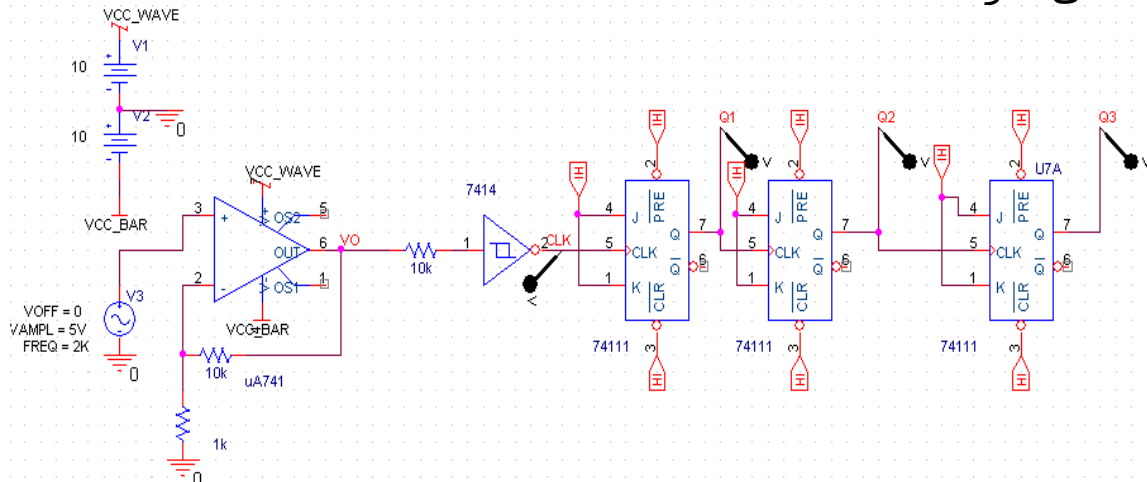 VCC_WAVE
V1
10
V2
10
0
VCC_BAR
VCC_WAVE
3
+
OS2
5
6
VO
OUT
2
-
OS1
1
VCC_BAR
V3
VOFF = 0
VAMPL = 5V
FREQ = 2K
0
10k
uA741
1k
0
10k
7414
1
2
CLK
V
H
H
2
4
J
PRE
7
Q
5
CLK
6
Q
1
K
CLR
3
74111
H
Q1
V
H
H
2
4
J
PRE
7
Q
5
CLK
6
Q
1
K
CLR
3
74111
H
Q2
V
H
H
2
U7A
4
J
PRE
7
Q
5
CLK
6
Q
1
K
CLR
3
74111
H
Q3
V